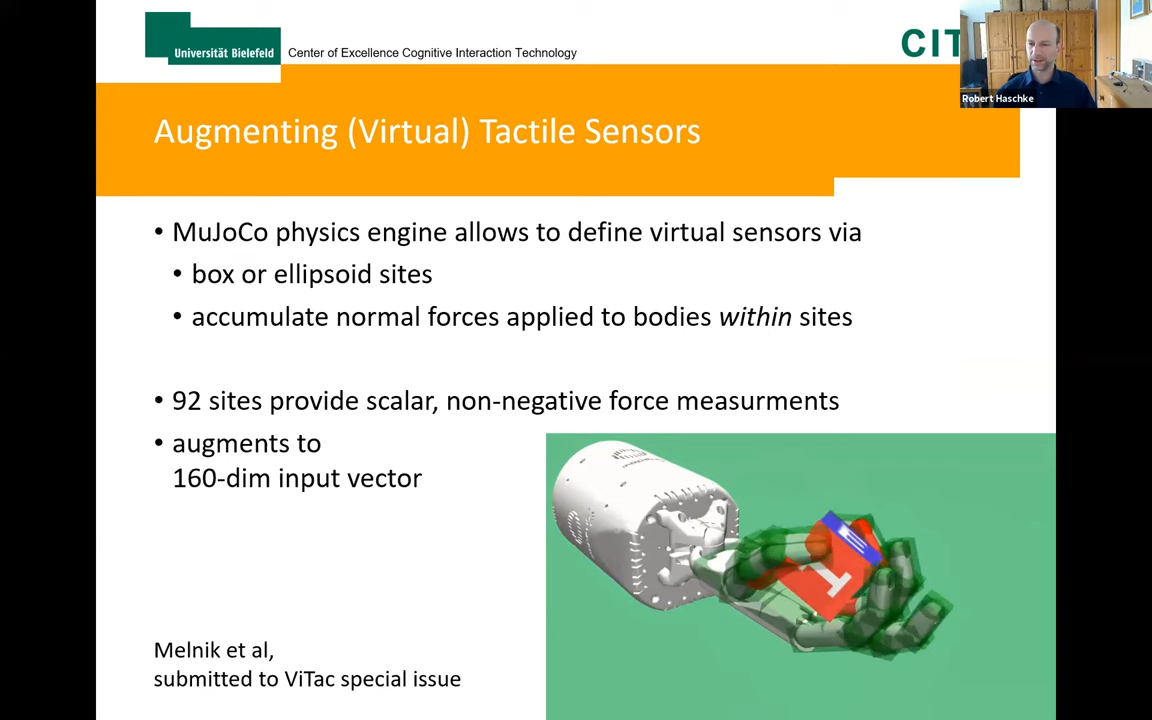 Universität Bielefeld
Center of Excellence Cognitive Interaction Technology
CIT
Robert Haschke
Augmenting (Virtual) Tactile Sensors
• MuJoCo physics engine allows to define virtual sensors via
• box or ellipsoid sites
• accumulate normal forces applied to bodies within sites
• 92 sites provide scalar, non-negative force measurments
• augments to
160-dim input vector
E
T
Melnik et al,
submitted to ViTac special issue